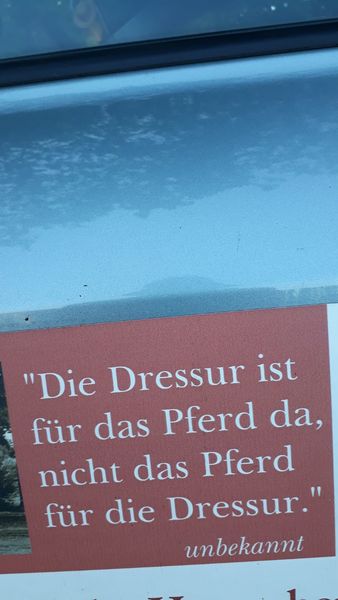 "Die Dressur ist
für das Pferd da,
nicht das Pferd
für die Dressur."
unbekannt